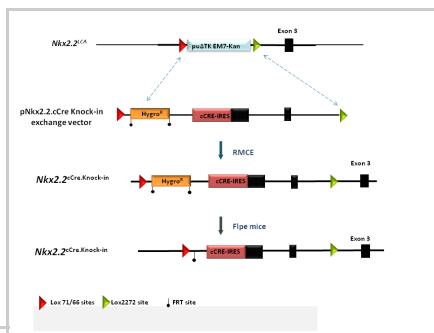 Nkx2.2LCA
puΔTK EM7-Kan
Exon 3
pNkx2.2.cCre Knock-in
exchange vector
HygroR
cCRE-IRES
RMCE
Exon 3
Nkx2.2cCre.Knock-in
HygroR
cCRE-IRES
Flpe mice
Exon 3
Nkx2.2cCre.Knock-in
cCRE-IRES
Lox 71/66 sites
Lox2272 site
FRT site